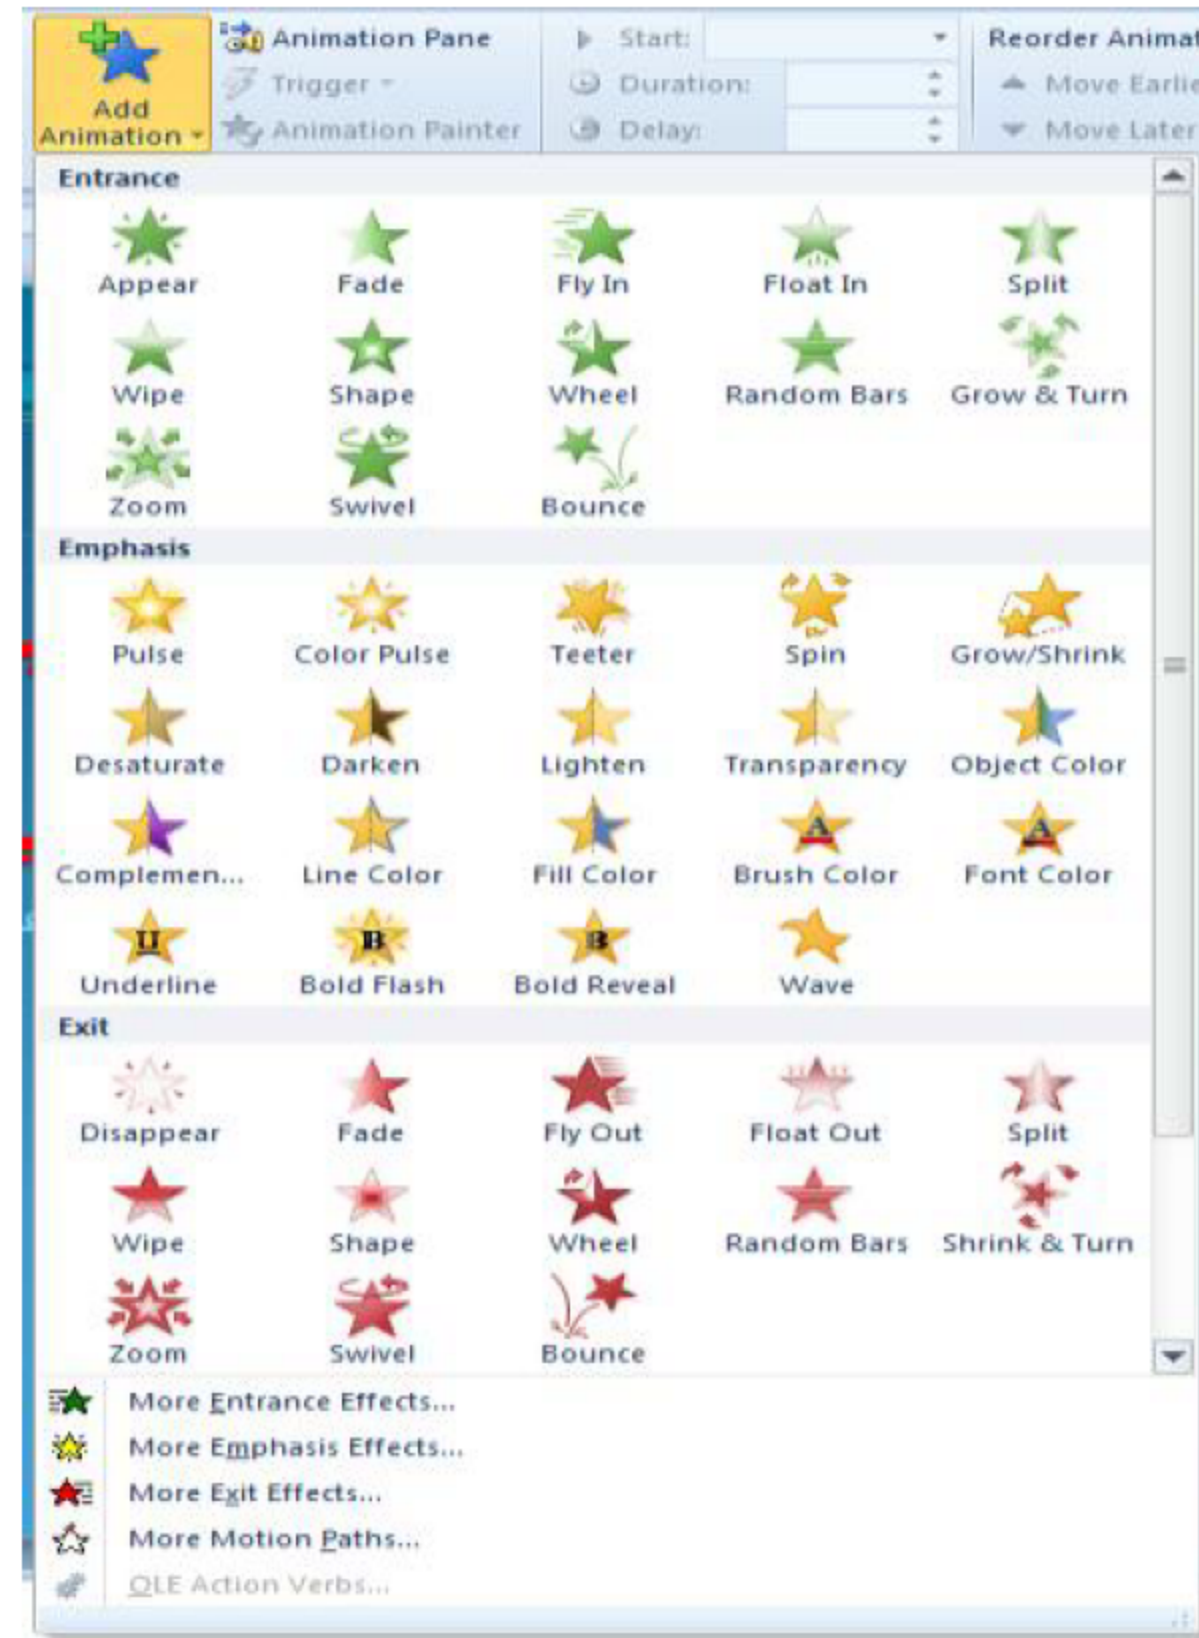 Add Animation
Animation Pane
Trigger
Animation Painter
Start:
Duration:
Delay:
Reorder Animat
Move Earlie
Move Later
Entrance
Appear Fade Fly In Float In Split
Wipe Shape Wheel Random Bars Grow & Turn
Zoom Swivel Bounce
Emphasis
Pulse Color Pulse Teeter Spin Grow/Shrink
Desaturate Darken Lighten Transparency Object Color
Complemen... Line Color Fill Color Brush Color Font Color
Underline Bold Flash Bold Reveal Wave
Exit
Disappear Fade Fly Out Float Out Split
Wipe Shape Wheel Random Bars Shrink & Turn
Zoom Swivel Bounce
More Entrance Effects...
More Emphasis Effects...
More Exit Effects...
More Motion Paths...
OLE Action Verbs...